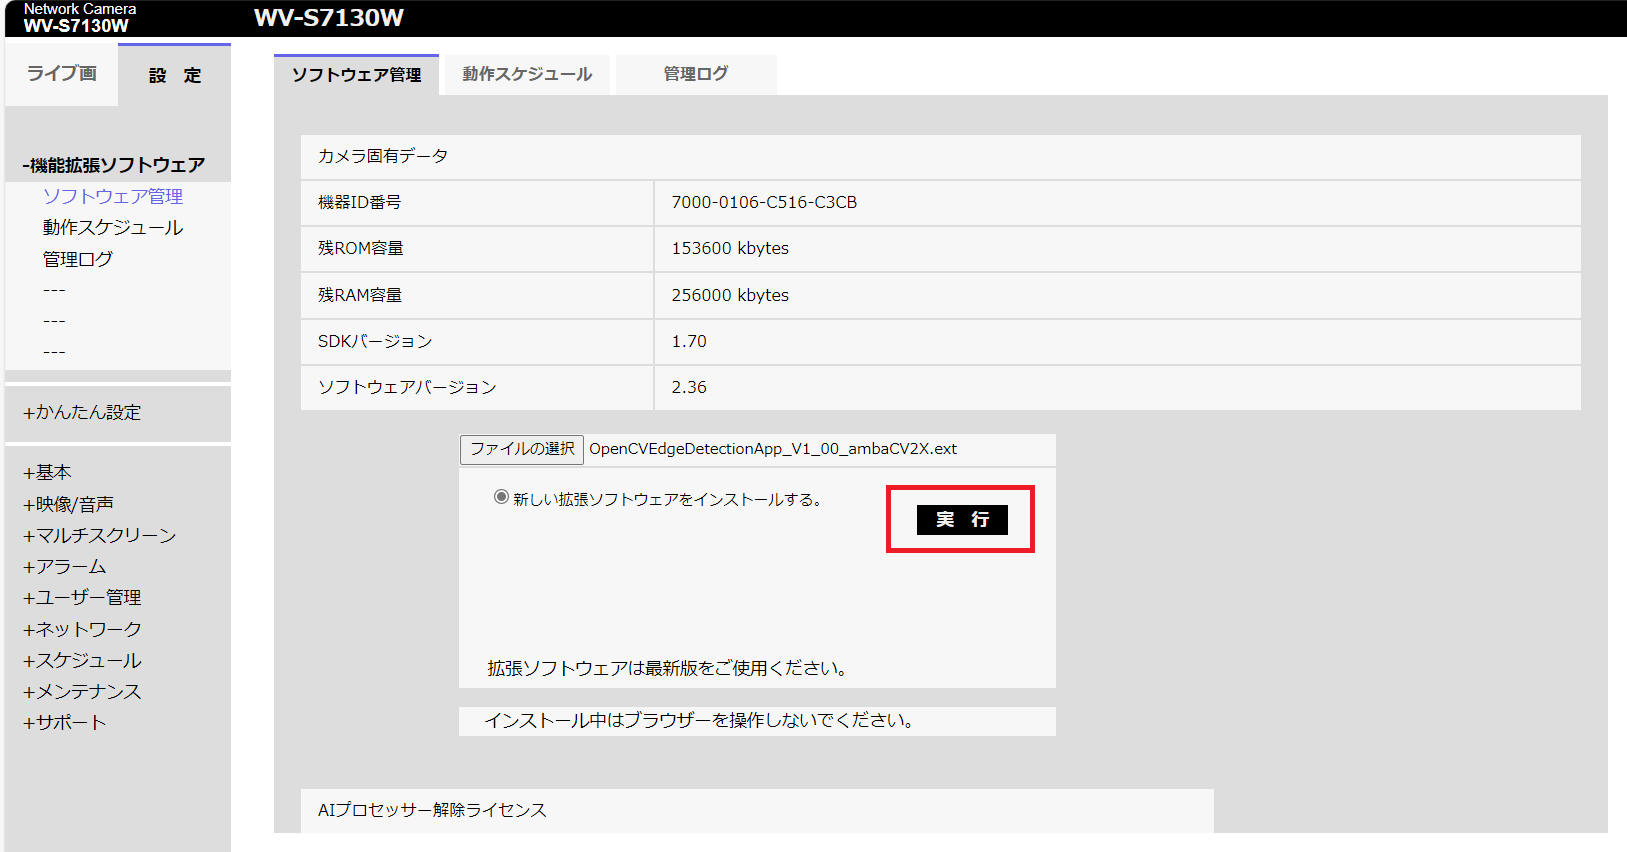 Network Camera
WV-S7130W
WV-S7130W
ライブ画
設 定
ソフトウェア管理
動作スケジュール
管理ログ
-機能拡張ソフトウェア
ソフトウェア管理
動作スケジュール
管理ログ
---
---
---
+かんたん設定
+基本
+映像/音声
+マルチスクリーン
+アラーム
+ユーザー管理
+ネットワーク
+スケジュール
+メンテナンス
+サポート
カメラ固有データ
機器ID番号 7000-0106-C516-C3CB
残ROM容量 153600 kbytes
残RAM容量 256000 kbytes
SDKバージョン 1.70
ソフトウェアバージョン 2.36
ファイルの選択 OpenCVEdgeDetectionApp_V1_00_ambaCV2X.ext
新しい拡張ソフトウェアをインストールする。
実 行
拡張ソフトウェアは最新版をご使用ください。
インストール中はブラウザーを操作しないでください。
AIプロセッサー解除ライセンス